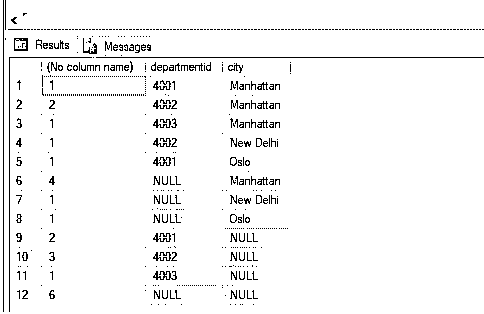 Results Messages
(No column name) departmentid city
1 1 4001 Manhattan
2 2 4002 Manhattan
3 1 4003 Manhattan
4 1 4002 New Delhi
5 1 4001 Oslo
6 4 NULL Manhattan
7 1 NULL New Delhi
8 1 NULL Oslo
9 2 4001 NULL
10 3 4002 NULL
11 1 4003 NULL
12 6 NULL NULL